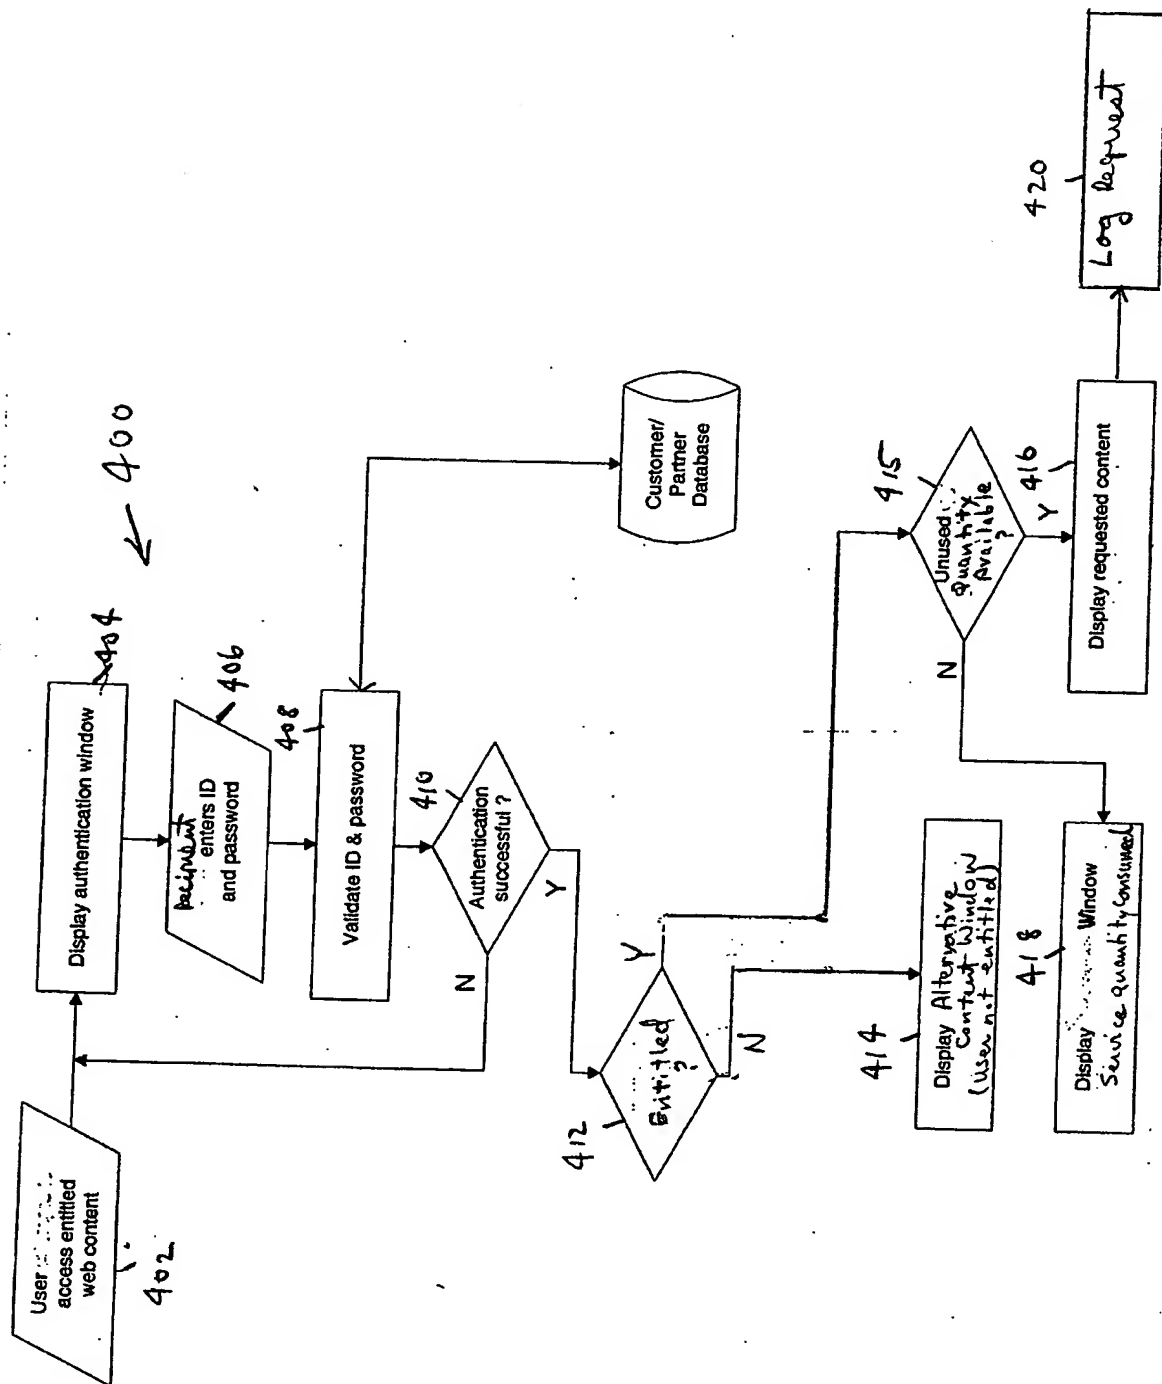 400
User
access entitled
web content
402
Display authentication window
404
Recipient
enters ID
and password
406
Validate ID & password
408
Customer/
Partner
Database
Authentication
successful ?
410
N
Y
Entitled
?
412
Y
N
Display Alternative
Content Window
(User not entitled)
414
Unused
Quantity
Available
?
415
N
Y
Display requested content
416
Display Window
Service quantity consumed
418
Log Request
420